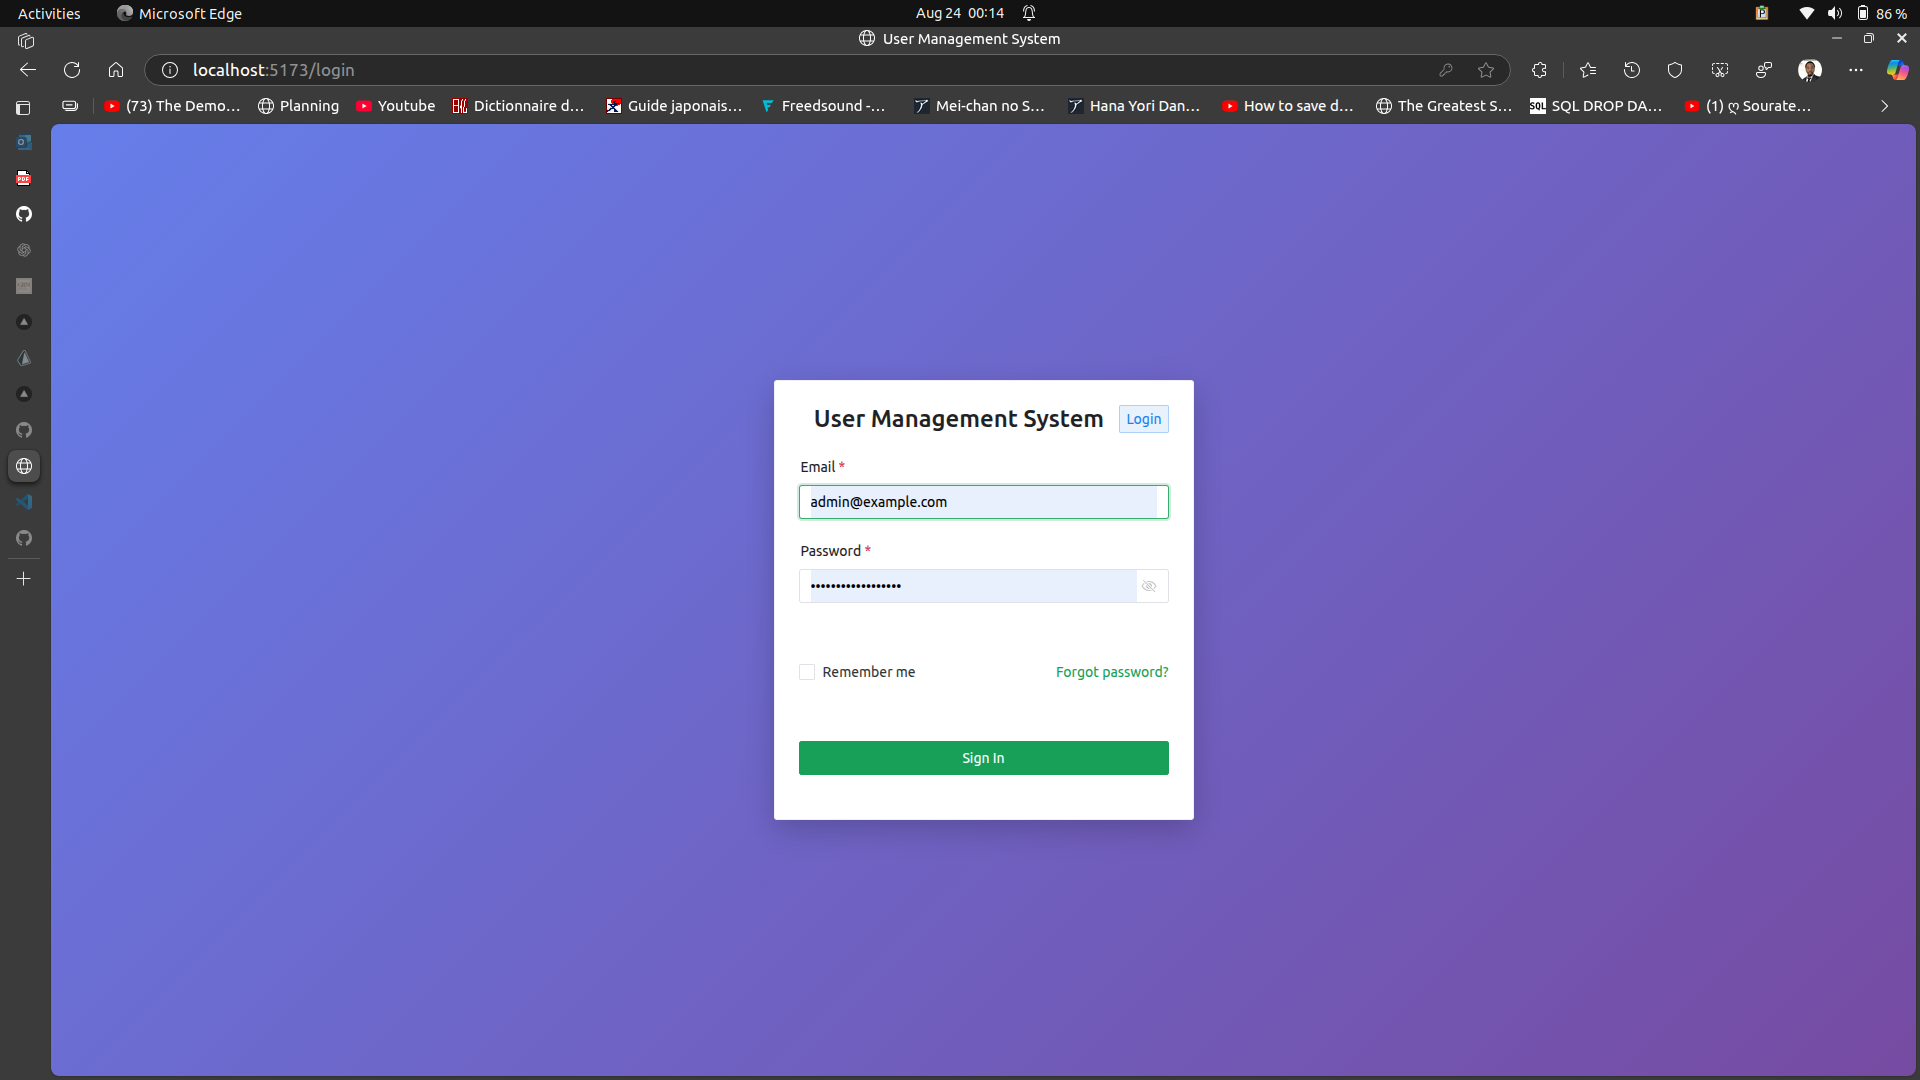 Activities Microsoft Edge Aug 24 00:14 86 %
User Management System
localhost:5173/login
(73) The Demo… Planning Youtube Dictionnaire d… Guide japonais… Freedsound -… Mei-chan no S… Hana Yori Dan… How to save d… The Greatest S… SQL SQL DROP DA… (1) ღ Sourate…
PDF
User Management System Login
Email *
admin@example.com
Password *
••••••••••••••••••
Remember me Forgot password?
Sign In